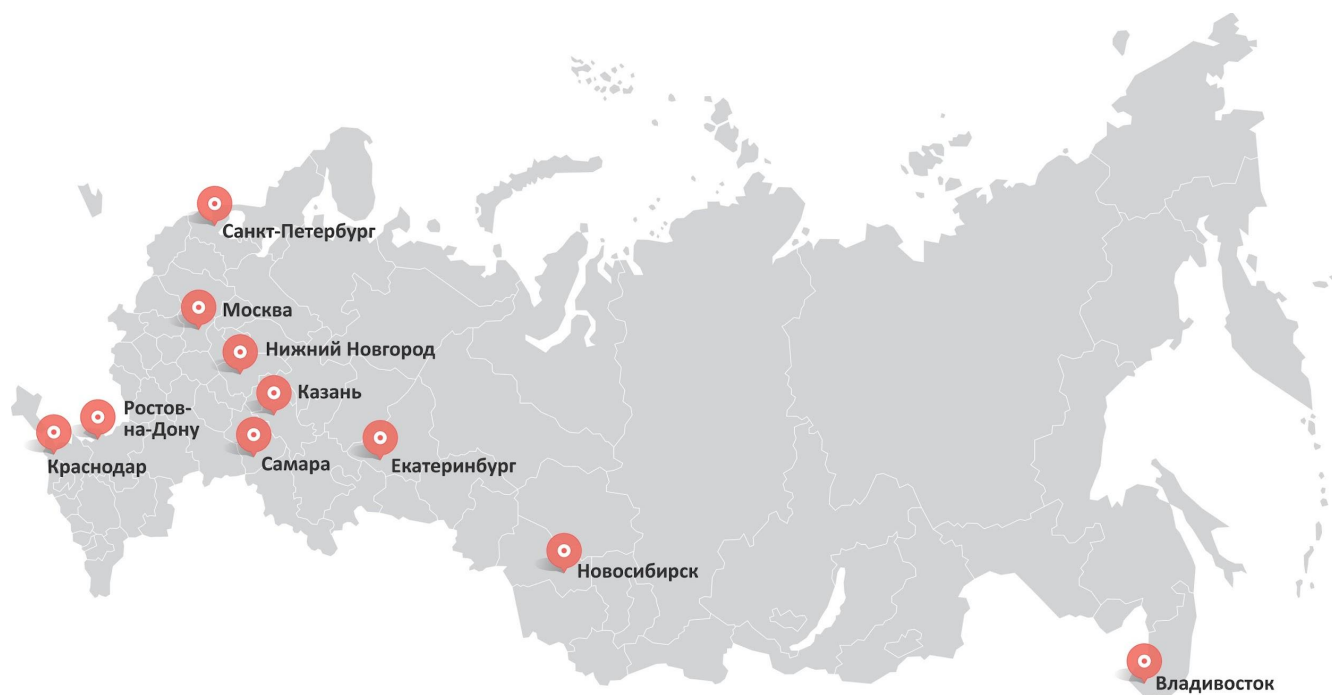 Санкт-Петербург
Москва
Нижний Новгород
Казань
Ростов-
на-Дону
Краснодар
Самара
Екатеринбург
Новосибирск
Владивосток